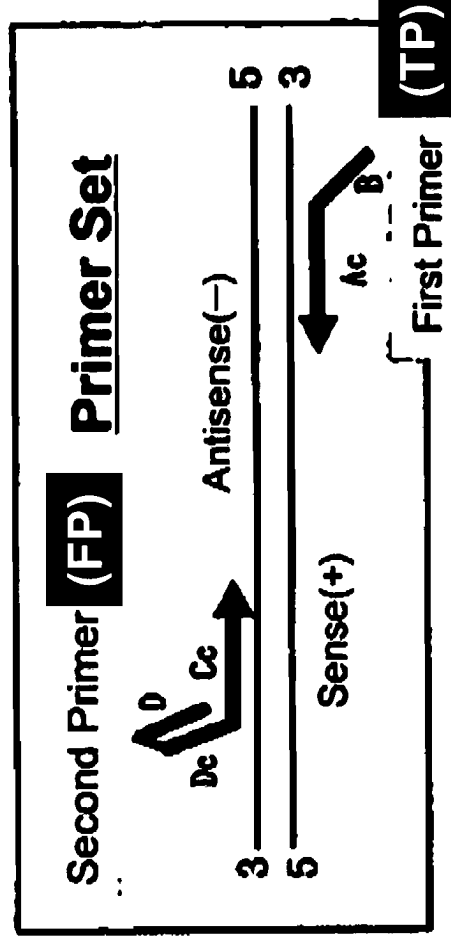 Second Primer (FP)
Primer Set
D
Dc
Cc
Antisense(−)
3
5
5
3
Sense(+)
Ac
B
First Primer (TP)